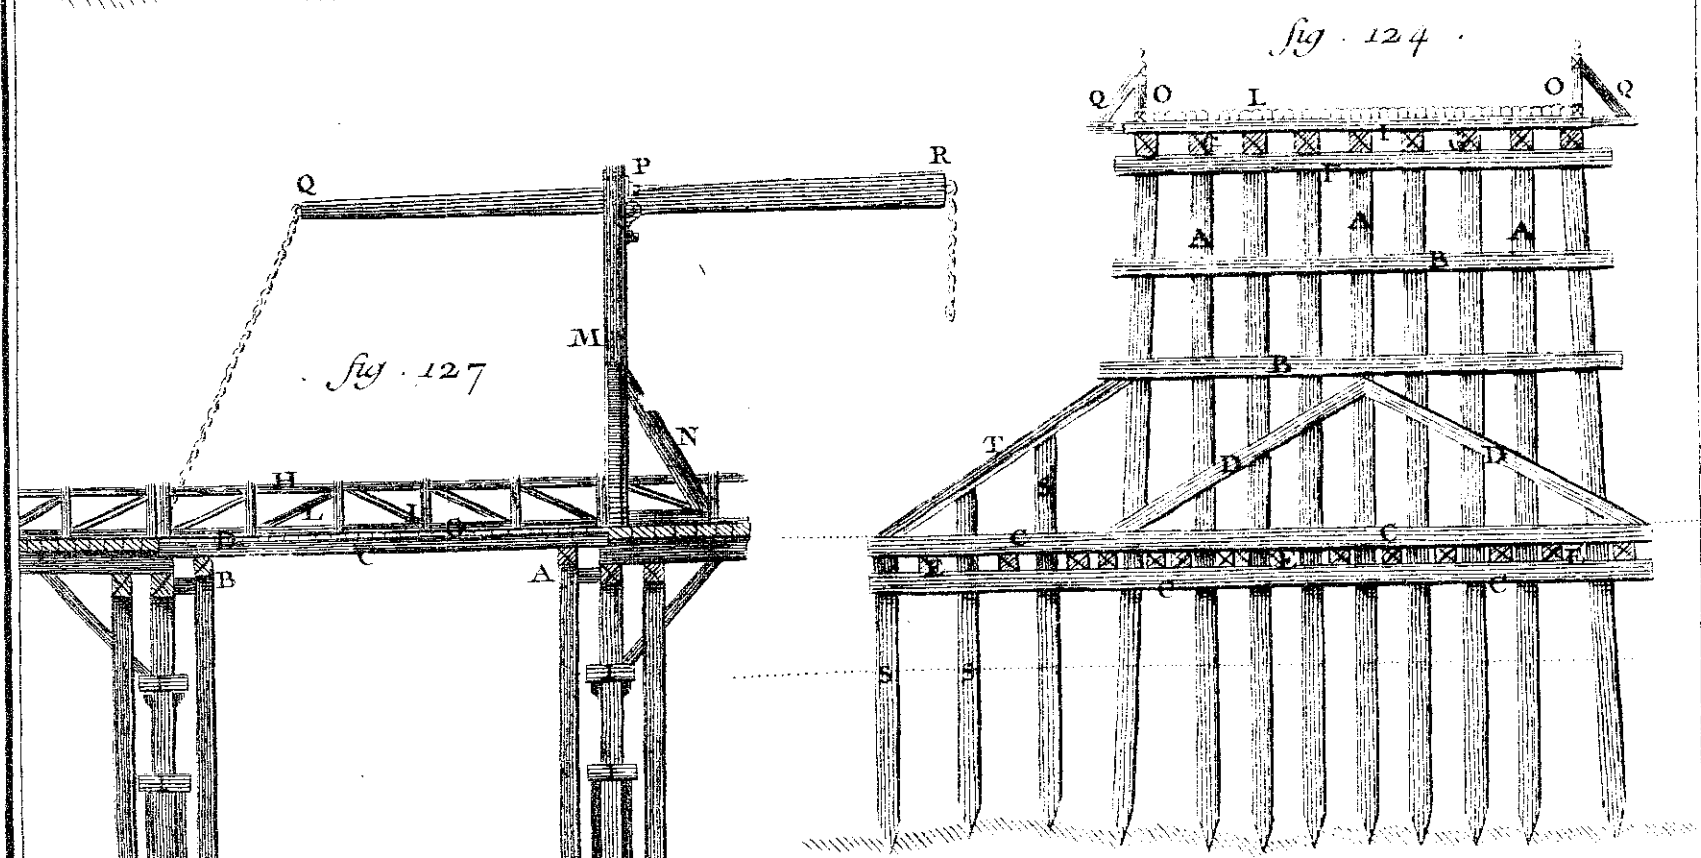 fig. 124.
Q O L O Q
G I G
F
A A A
B
B
T D D
A
C C
E E E
C C
S S
Q P R
M
. fig. 127
N
H
L I G
D
C
A
B